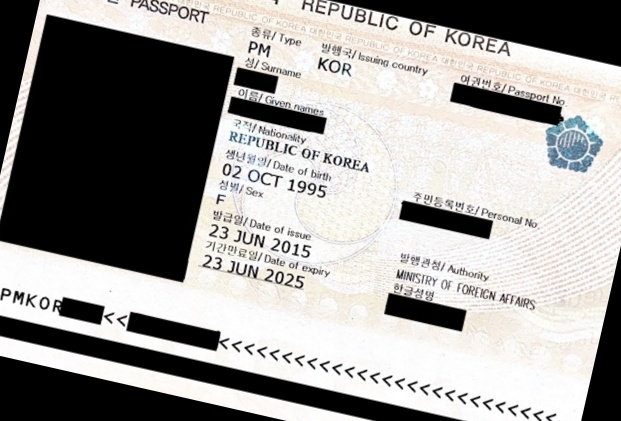 PASSPORT
REPUBLIC OF KOREA
종류/ Type 발행국/ Issuing country 여권번호/ Passport No.
PM KOR
성/ Surname
이름/ Given names
국적/ Nationality
REPUBLIC OF KOREA
생년월일/ Date of birth
02 OCT 1995
주민등록번호/ Personal No.
성별/ Sex
F
발급일/ Date of issue
23 JUN 2015
발행관청/ Authority
MINISTRY OF FOREIGN AFFAIRS
기간만료일/ Date of expiry
23 JUN 2025
한글성명
PMKOR <<  <<<<<<<<<<<<<<<<<<<<<<<<<<<<<